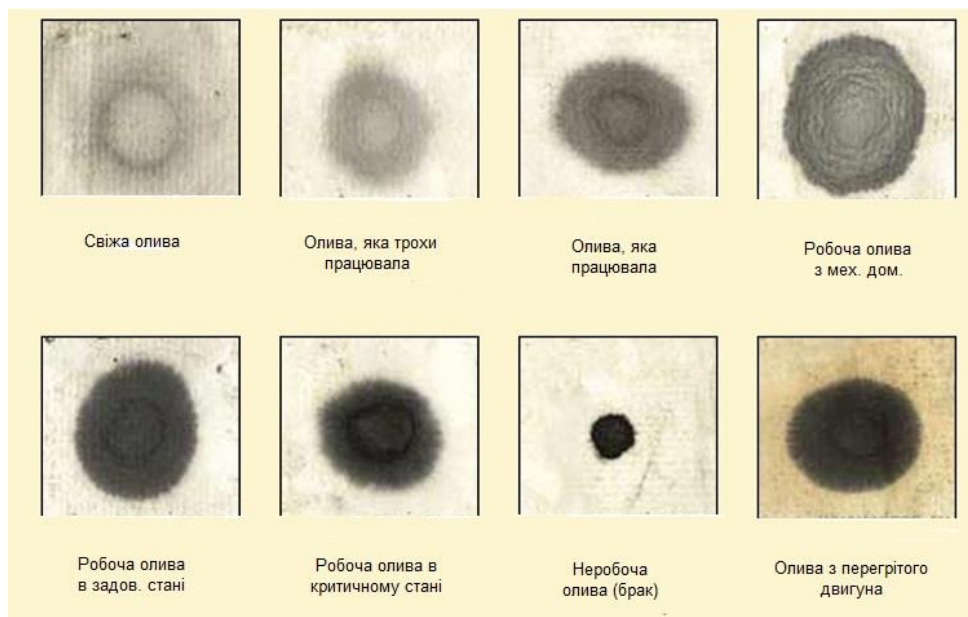 Свіжа олива
Олива, яка трохи
працювала
Олива, яка
працювала
Робоча олива
з мех. дом.
Робоча олива
в задов. стані
Робоча олива в
критичному стані
Неробоча
олива (брак)
Олива з перегрітого
двигуна